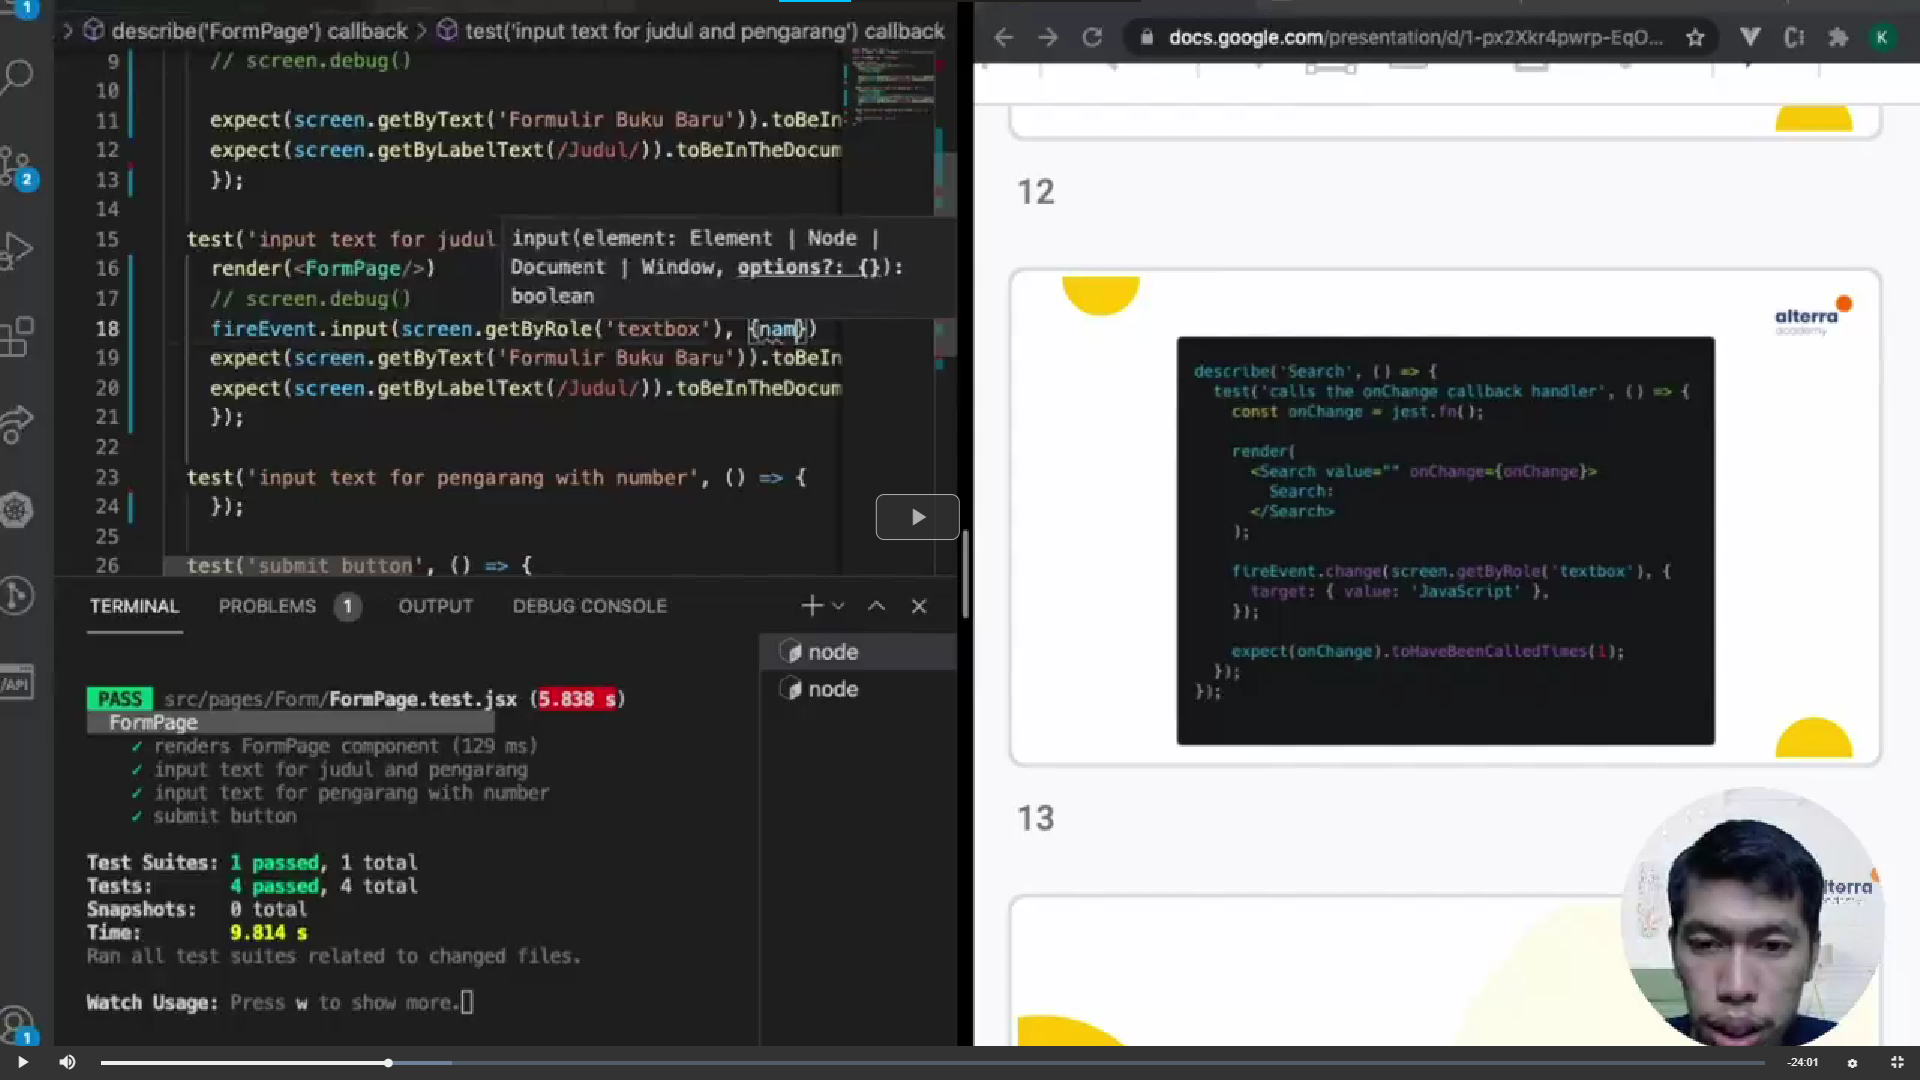 1
describe('FormPage') callback > test('input text for judul and pengarang') callback
9 // screen.debug()
10
11 expect(screen.getByText('Formulir Buku Baru')).toBeIn
12 expect(screen.getByLabelText(/Judul/)).toBeInTheDocum
13 });
14
15 test('input text for judul
input(element: Element | Node |
Document | Window, options?: {}):
boolean
16 render(<FormPage/>)
17 // screen.debug()
18 fireEvent.input(screen.getByRole('textbox'), {nam})
19 expect(screen.getByText('Formulir Buku Baru')).toBeIn
20 expect(screen.getByLabelText(/Judul/)).toBeInTheDocum
21 });
22
23 test('input text for pengarang with number', () => {
24 });
25
26 test('submit button', () => {
2
/API
1
TERMINAL PROBLEMS 1 OUTPUT DEBUG CONSOLE
node
node
PASS src/pages/Form/FormPage.test.jsx (5.838 s)
FormPage
✓ renders FormPage component (129 ms)
✓ input text for judul and pengarang
✓ input text for pengarang with number
✓ submit button
Test Suites: 1 passed, 1 total
Tests: 4 passed, 4 total
Snapshots: 0 total
Time: 9.814 s
Ran all test suites related to changed files.
Watch Usage: Press w to show more.
docs.google.com/presentation/d/1-px2Xkr4pwrp-EqO...
K
12
alterra
academy
describe('Search', () => {
test('calls the onChange callback handler', () => {
const onChange = jest.fn();
render(
<Search value="" onChange={onChange}>
Search:
</Search>
);
fireEvent.change(screen.getByRole('textbox'), {
target: { value: 'JavaScript' },
});
expect(onChange).toHaveBeenCalledTimes(1);
});
});
13
lterra
-24:01